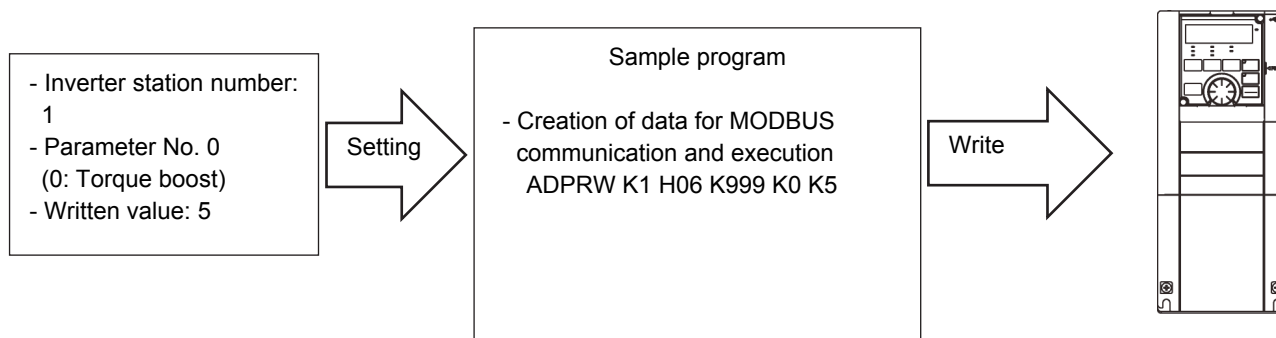 - Inverter station number:
1
- Parameter No. 0
(0: Torque boost)
- Written value: 5
Setting
Sample program
- Creation of data for MODBUS
communication and execution
ADPRW K1 H06 K999 K0 K5
Write